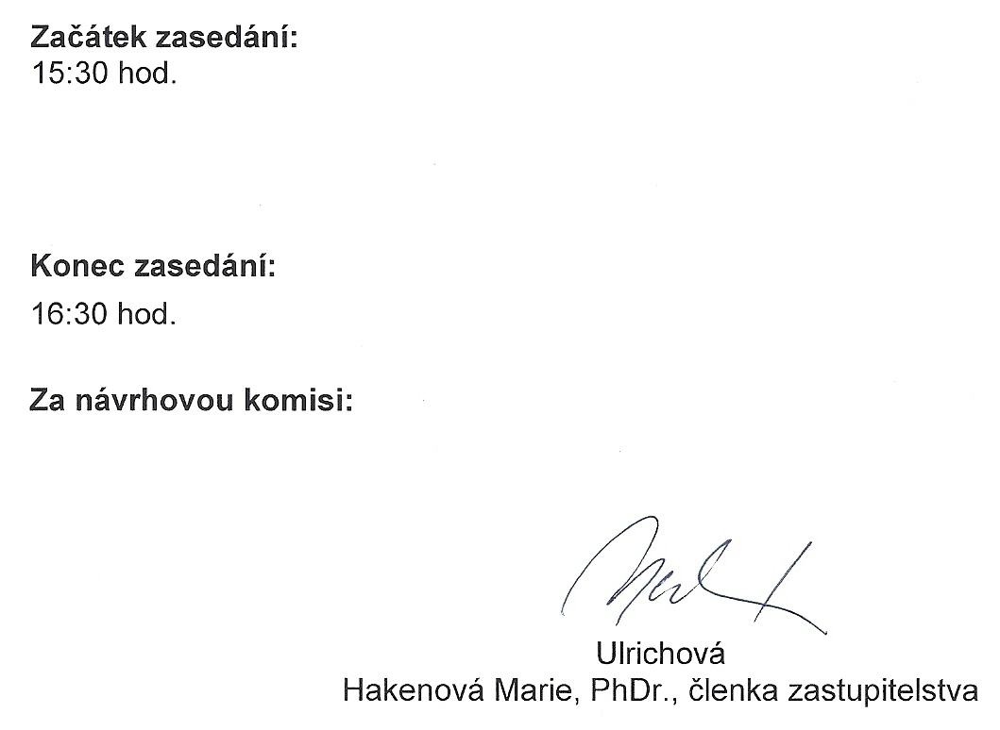 Začátek zasedání:
15:30 hod.
Konec zasedání:
16:30 hod.
Za návrhovou komisi:
Ulrichová
Hakenová Marie, PhDr., členka zastupitelstva